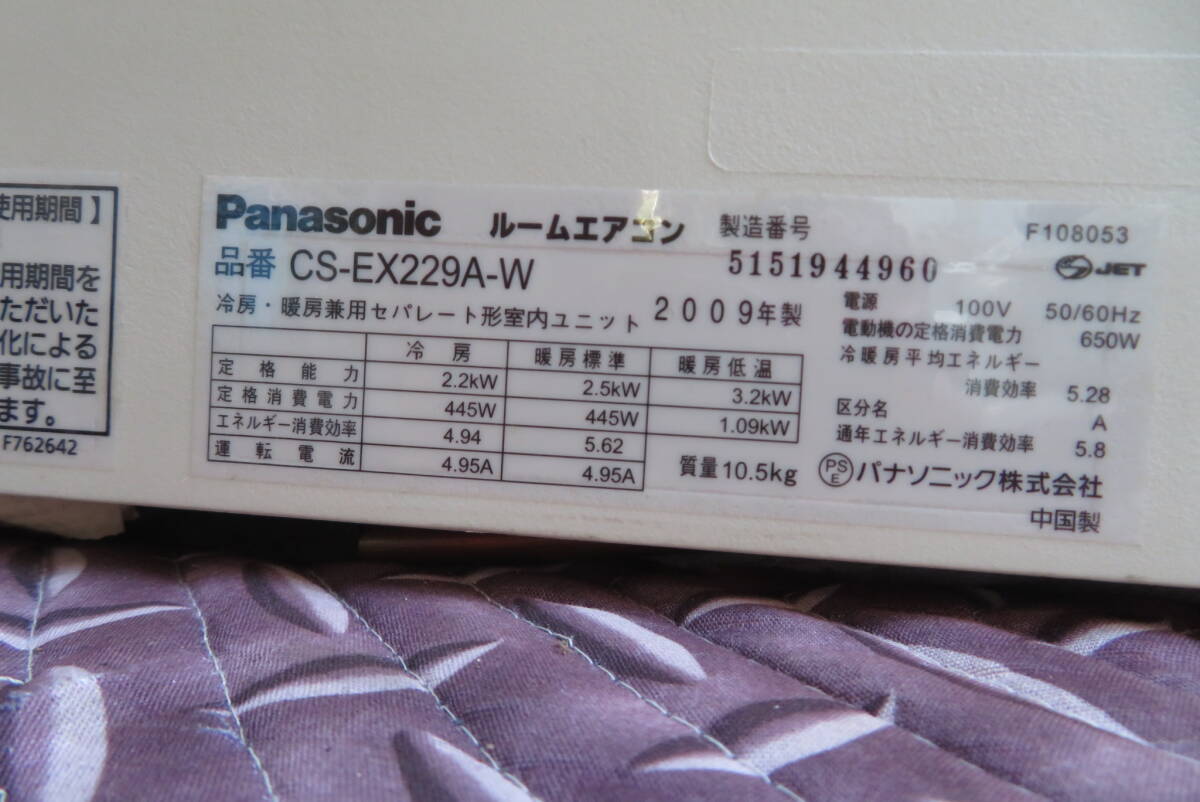 使用期間】
用期間を
ただいた
化による
事故に至
ます。
F762642
Panasonic ルームエアコン 製造番号 F108053
品番 CS-EX229A-W 5151944960 JET
冷房・暖房兼用セパレート形室内ユニット 2009年製
冷房 暖房標準 暖房低温
定格能力 2.2kW 2.5kW 3.2kW
定格消費電力 445W 445W 1.09kW
エネルギー消費効率 4.94 5.62
運転電流 4.95A 4.95A
電源 100V 50/60Hz
電動機の定格消費電力 650W
冷暖房平均エネルギー
消費効率 5.28
区分名 A
通年エネルギー消費効率 5.8
質量10.5kg PSE パナソニック株式会社
中国製